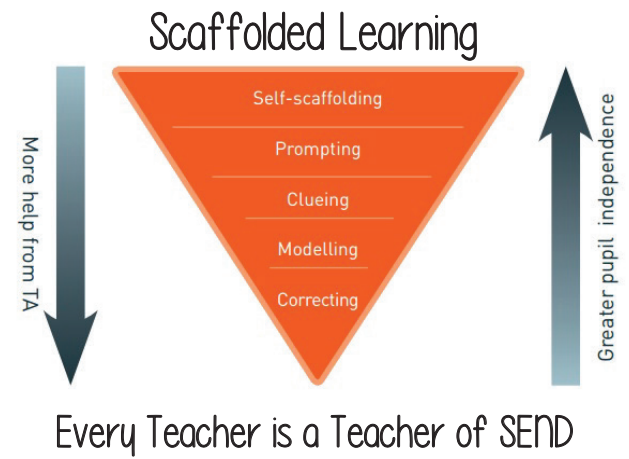 Scaffolded Learning
Self-scaffolding
Prompting
Clueing
Modelling
Correcting
More help from TA
Greater pupil independence
Every Teacher is a Teacher of SEND